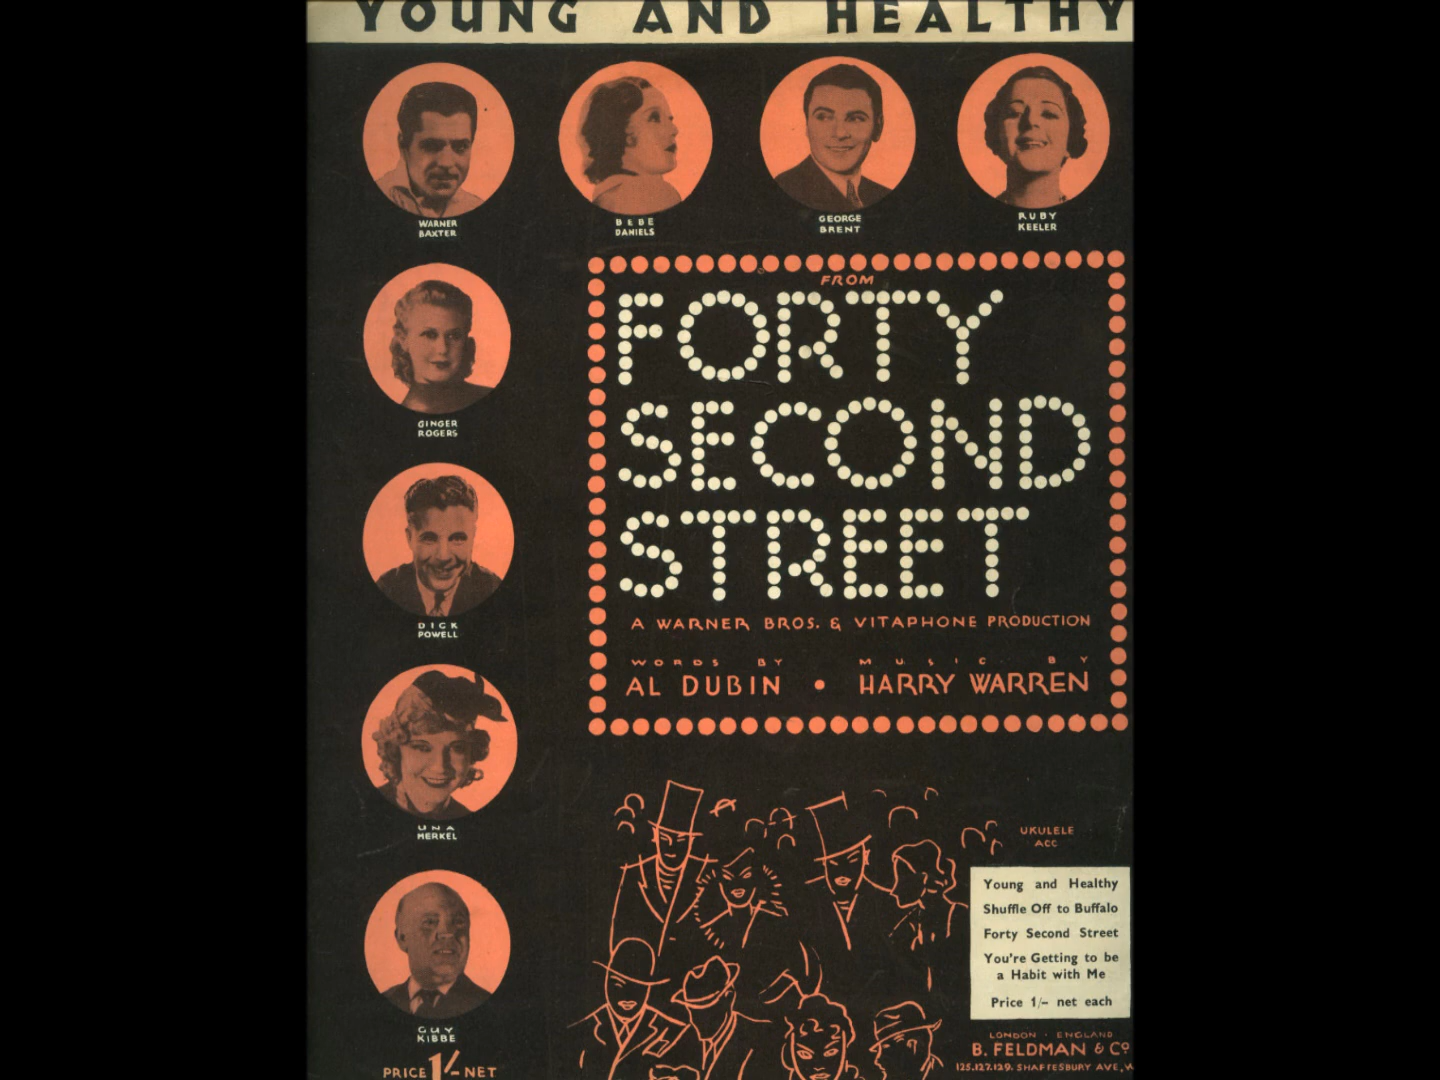 YOUNG AND HEALTHY
WARNER
BAXTER
BEBE
DANIELS
GEORGE
BRENT
RUBY
KEELER
GINGER
ROGERS
DICK
POWELL
UNA
MERKEL
GUY
KIBBE
PRICE 1/- NET
FROM
FORTY
SECOND
STREET
A WARNER BROS. & VITAPHONE PRODUCTION
WORDS BY MUSIC BY
AL DUBIN • HARRY WARREN
UKULELE
ACC
Young and Healthy
Shuffle Off to Buffalo
Forty Second Street
You're Getting to be
a Habit with Me
Price 1/- net each
LONDON · ENGLAND
B. FELDMAN & Co
125.127.129. SHAFTESBURY AVE., W